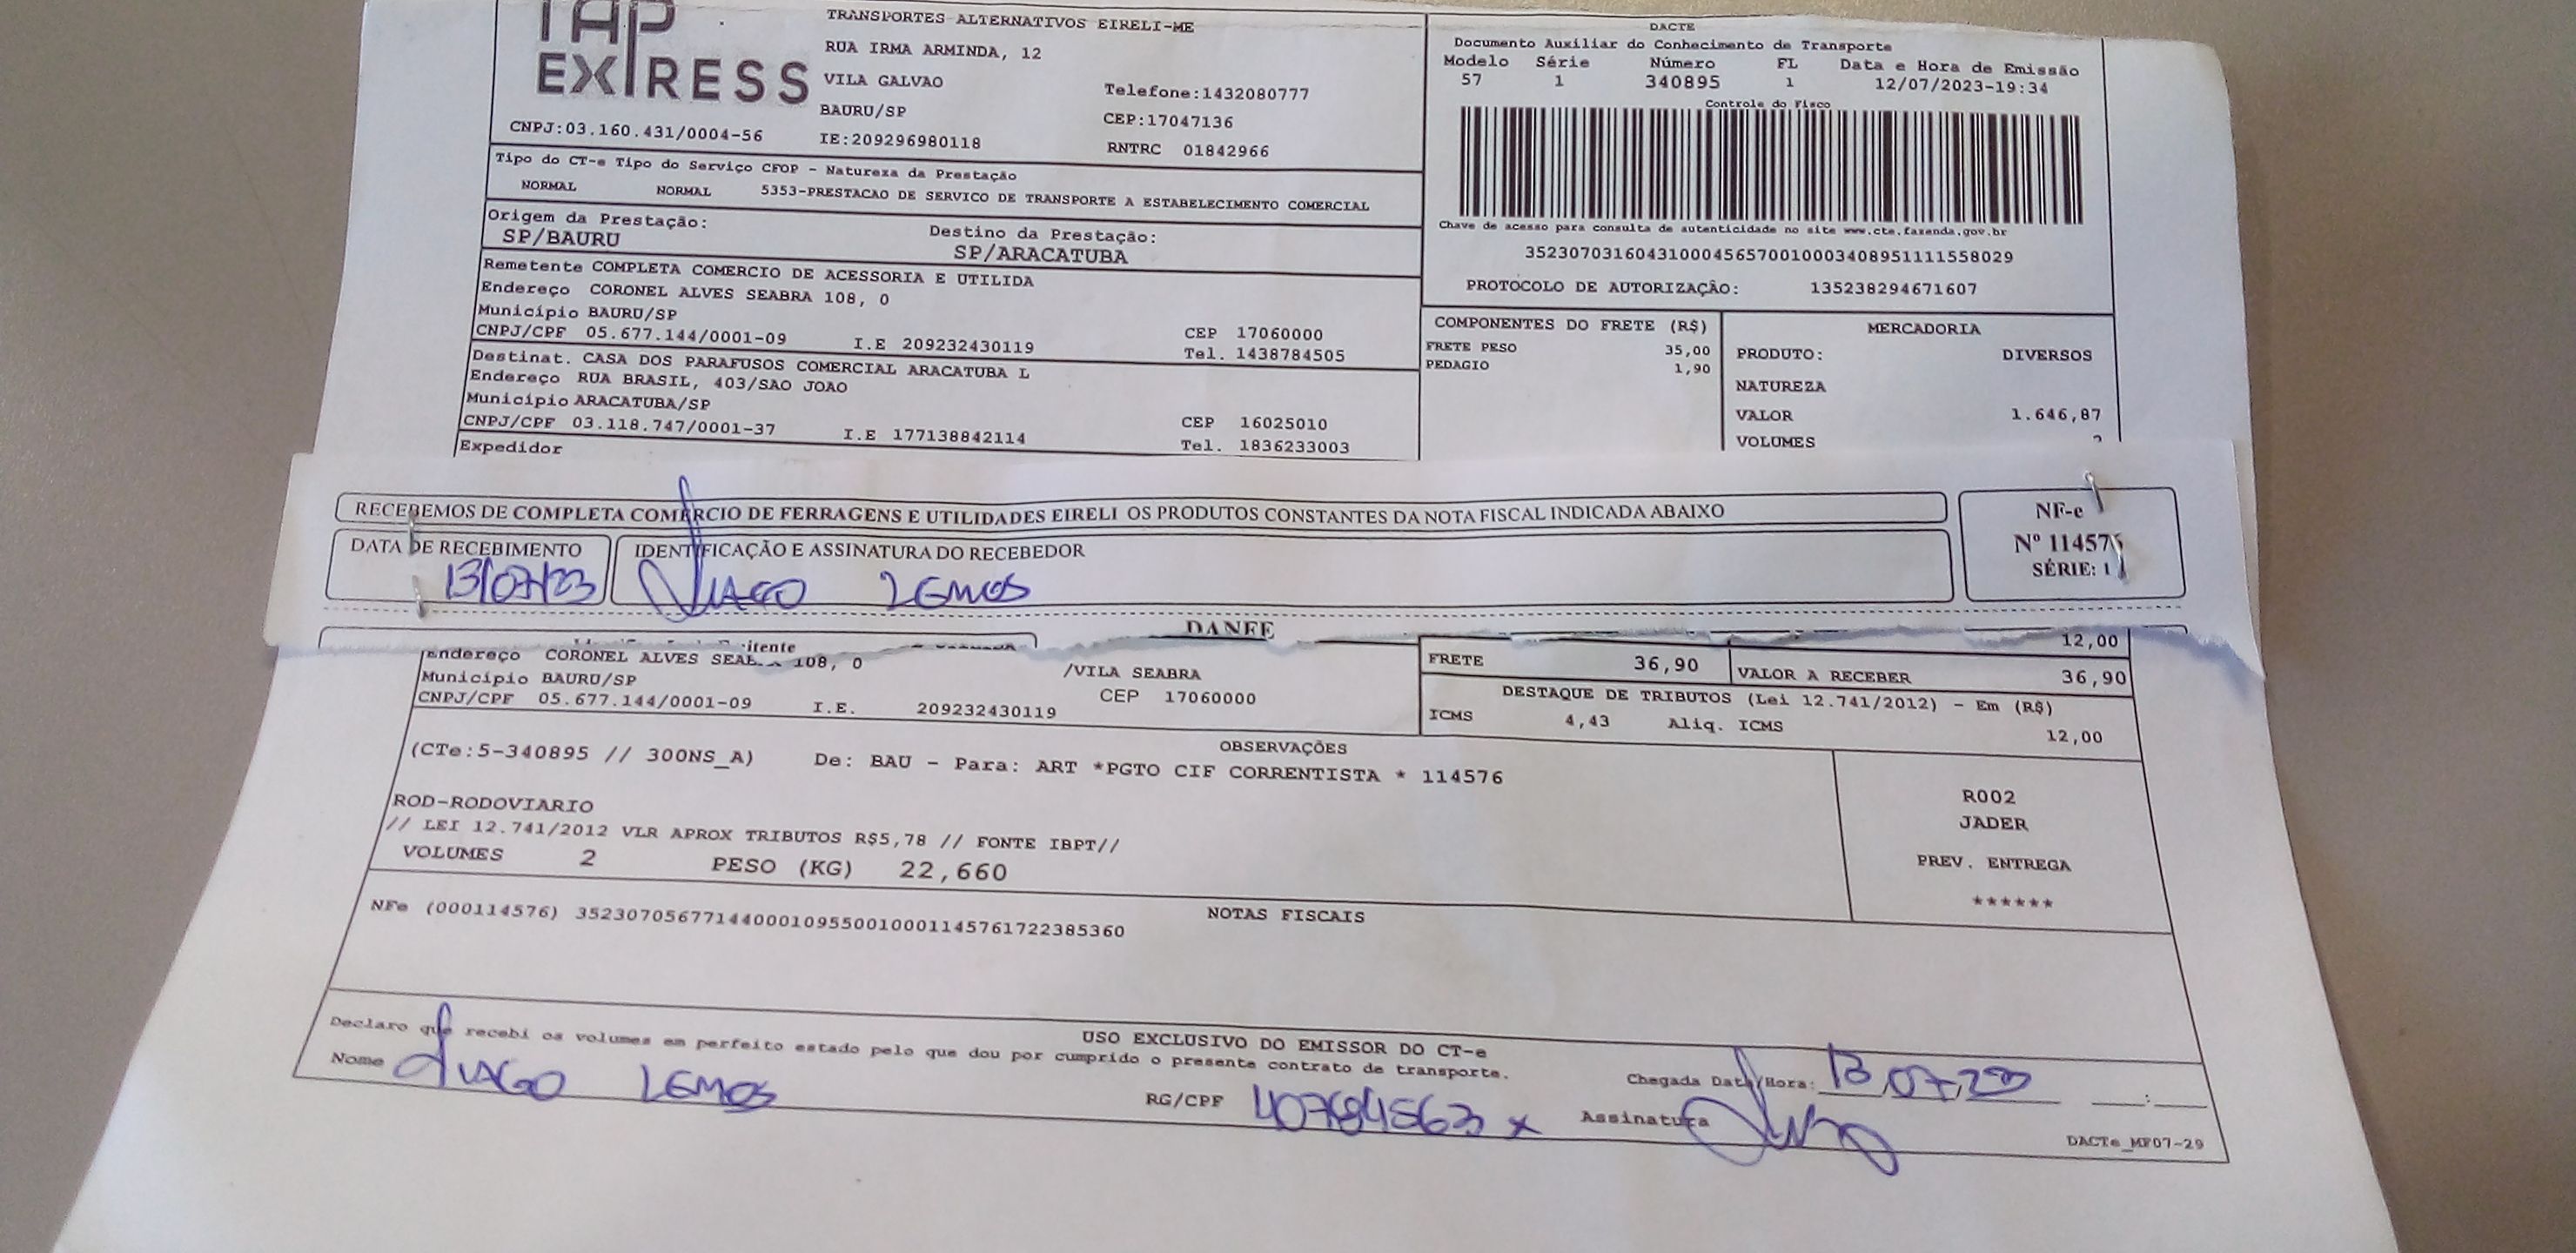 TAP
EXPRESS
TRANSPORTES ALTERNATIVOS EIRELI-ME
RUA IRMA ARMINDA, 12
VILA GALVAO
Telefone:1432080777
BAURU/SP
CEP:17047136
CNPJ:03.160.431/0004-56
IE:209296980118
RNTRC 01842966
DACTE
Documento Auxiliar do Conhecimento de Transporte
Modelo Série Número FL Data e Hora de Emissão
57 1 340895 1 12/07/2023-19:34
Controle do Fisco
Chave de acesso para consulta de autenticidade no site www.cte.fazenda.gov.br
35230703160431000456570010003408951111558029
PROTOCOLO DE AUTORIZAÇÃO: 135238294671607
Tipo do CT-e Tipo do Serviço CFOP - Natureza da Prestação
NORMAL NORMAL 5353-PRESTACAO DE SERVICO DE TRANSPORTE A ESTABELECIMENTO COMERCIAL
Origem da Prestação: Destino da Prestação:
SP/BAURU SP/ARACATUBA
Remetente COMPLETA COMERCIO DE ACESSORIA E UTILIDA
Endereço CORONEL ALVES SEABRA 108, 0
Município BAURU/SP CEP 17060000
CNPJ/CPF 05.677.144/0001-09 I.E 209232430119 Tel. 1438784505
Destinat. CASA DOS PARAFUSOS COMERCIAL ARACATUBA L
Endereço RUA BRASIL, 403/SAO JOAO
Município ARACATUBA/SP CEP 16025010
CNPJ/CPF 03.118.747/0001-37 I.E 177138842114 Tel. 1836233003
Expedidor
COMPONENTES DO FRETE (R$)
FRETE PESO 35,00
PEDAGIO 1,90
MERCADORIA
PRODUTO: DIVERSOS
NATUREZA
VALOR 1.646,87
VOLUMES
RECEBEMOS DE COMPLETA COMERCIO DE FERRAGENS E UTILIDADES EIRELI OS PRODUTOS CONSTANTES DA NOTA FISCAL INDICADA ABAIXO
DATA DE RECEBIMENTO IDENTIFICAÇÃO E ASSINATURA DO RECEBEDOR
13/07/23 TIAGO LEMOS
NF-e
Nº 114576
SÉRIE: 1
DANFE
12,00
Endereço CORONEL ALVES SEABRA 108, 0 /VILA SEABRA
Município BAURU/SP CEP 17060000
CNPJ/CPF 05.677.144/0001-09 I.E. 209232430119
FRETE 36,90 VALOR A RECEBER 36,90
DESTAQUE DE TRIBUTOS (Lei 12.741/2012) - Em (R$)
ICMS 4,43 Aliq. ICMS 12,00
OBSERVAÇÕES
(CTe:5-340895 // 300NS_A) De: BAU - Para: ART *PGTO CIF CORRENTISTA * 114576
ROD-RODOVIARIO
// LEI 12.741/2012 VLR APROX TRIBUTOS R$5,78 // FONTE IBPT//
VOLUMES 2 PESO (KG) 22,660
R002
JADER
PREV. ENTREGA
******
NOTAS FISCAIS
NFe (000114576) 35230705677144000109550010001145761722385360
USO EXCLUSIVO DO EMISSOR DO CT-e
Declaro que recebi os volumes em perfeito estado pelo que dou por cumprido o presente contrato de transporte.
Nome TIAGO LEMOS RG/CPF 407684563 x
Chegada Data/Hora: 13/07/23 __:__
Assinatura
DACTe_MF07-29